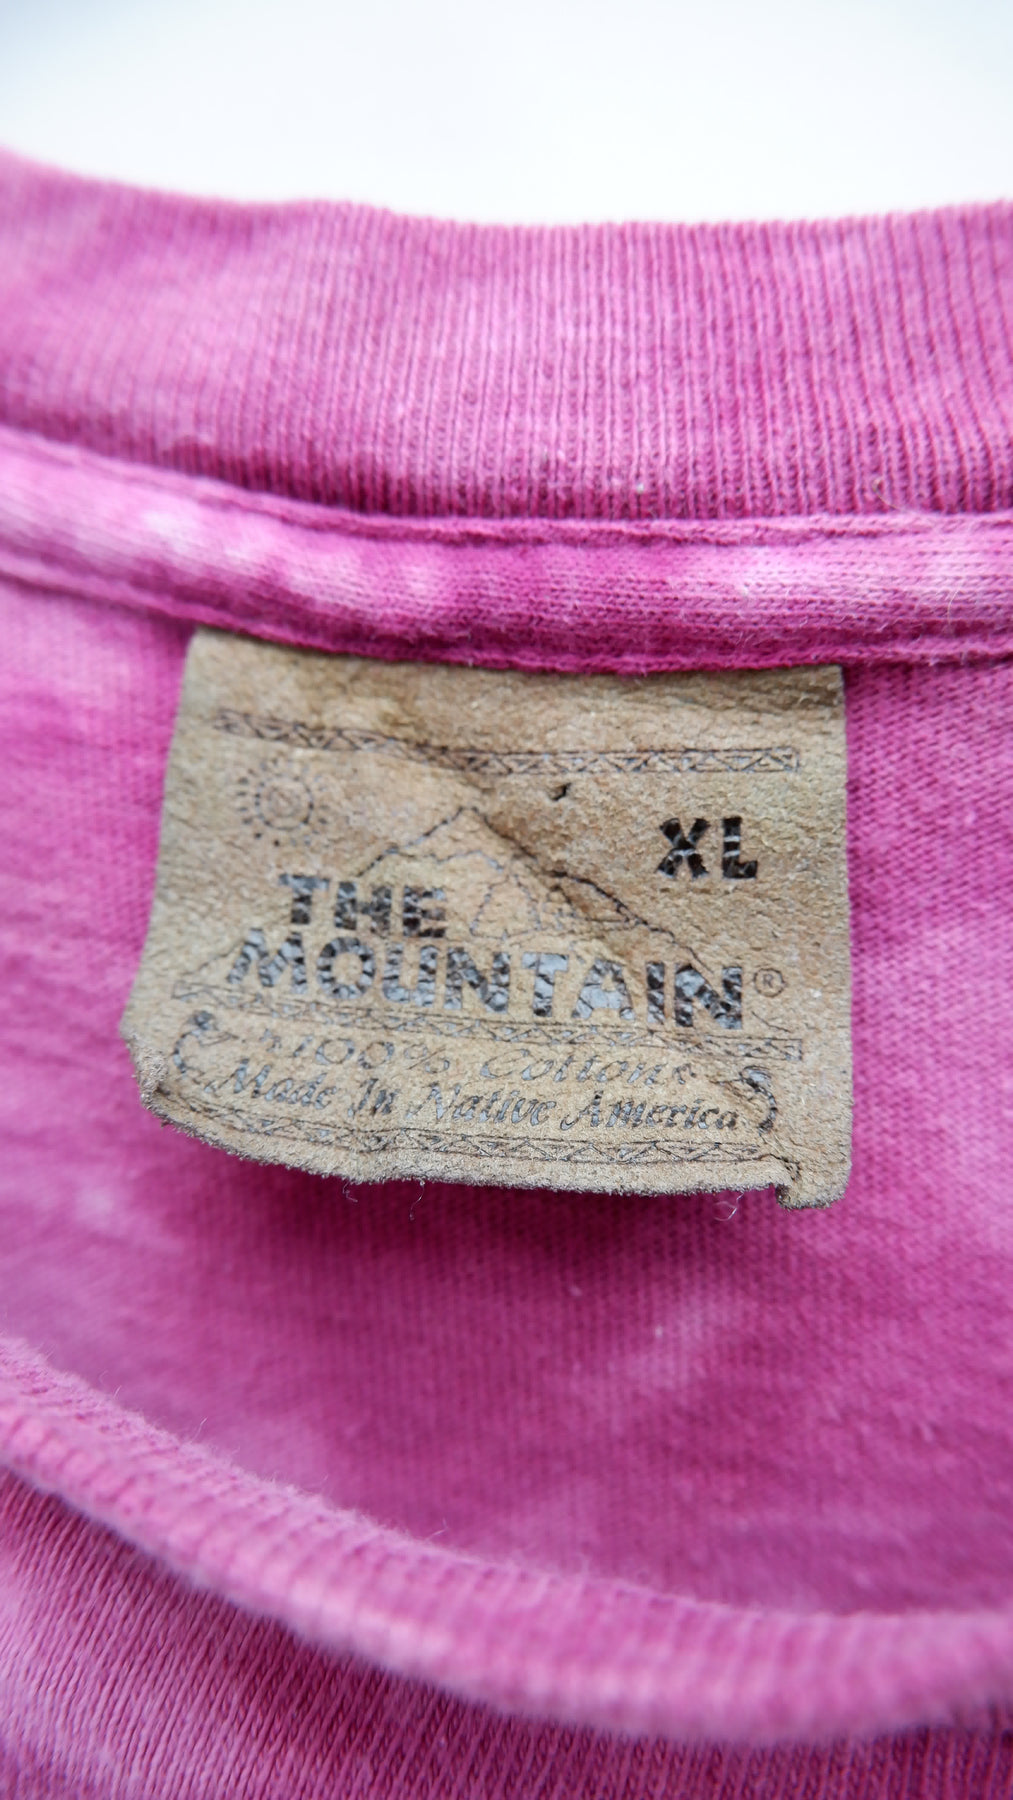 XL
THE
MOUNTAIN®
100% Cotton
Made In Native America